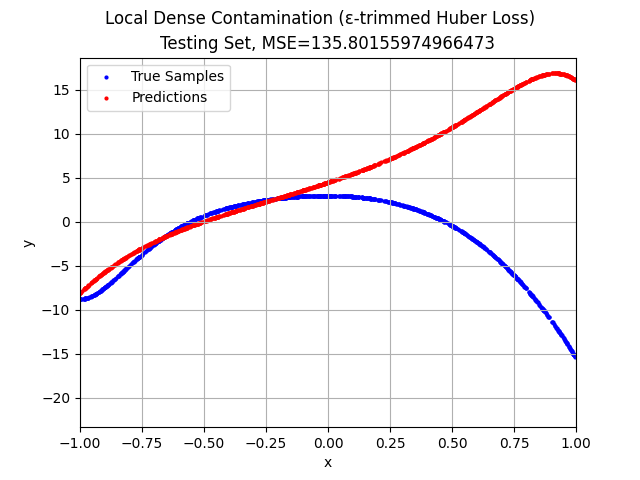 Local Dense Contamination (ε-trimmed Huber Loss)
Testing Set, MSE=135.80155974966473
True Samples
Predictions
15
10
5
0
−5
−10
−15
−20
y
−1.00 −0.75 −0.50 −0.25 0.00 0.25 0.50 0.75 1.00
x